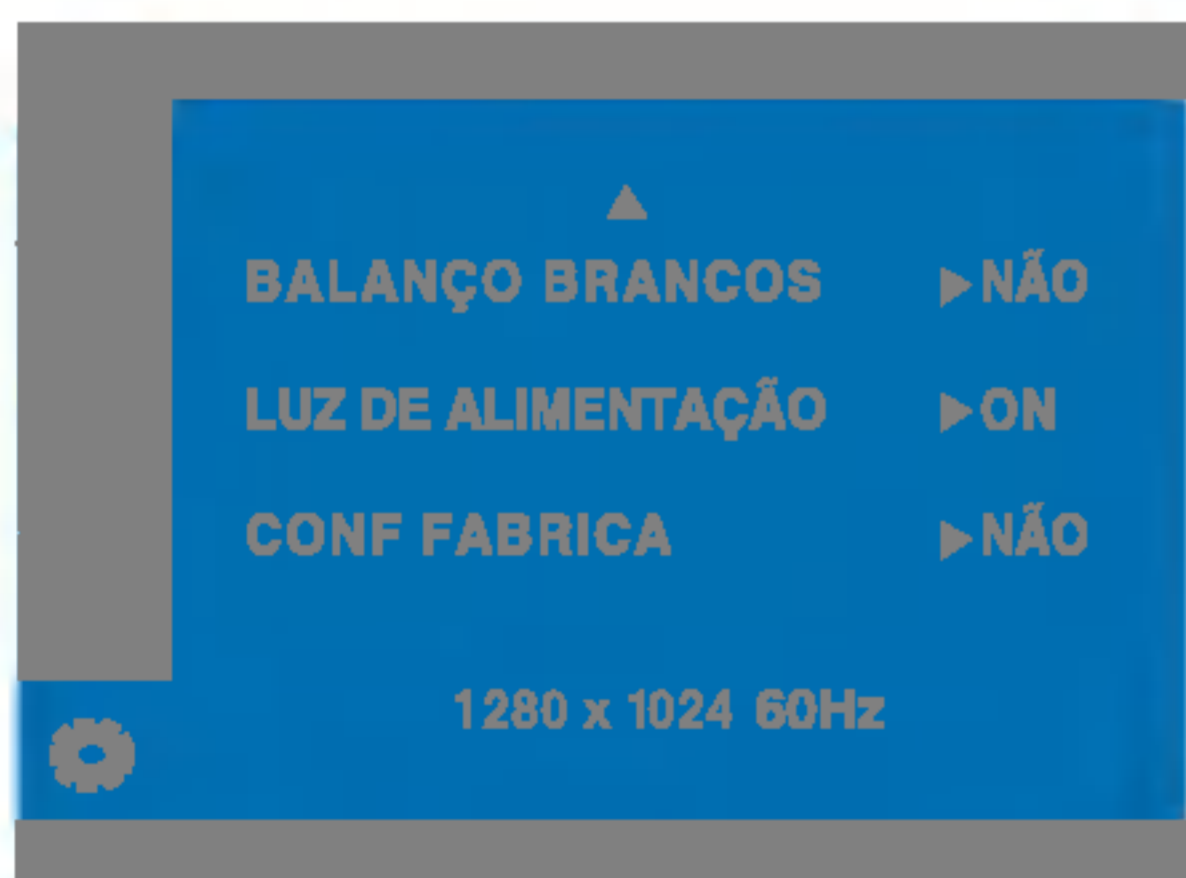 BALANÇO BRANCOS ▶NÃO
LUZ DE ALIMENTAÇÃO ▶ON
CONF FABRICA ▶NÃO
1280 x 1024 60Hz